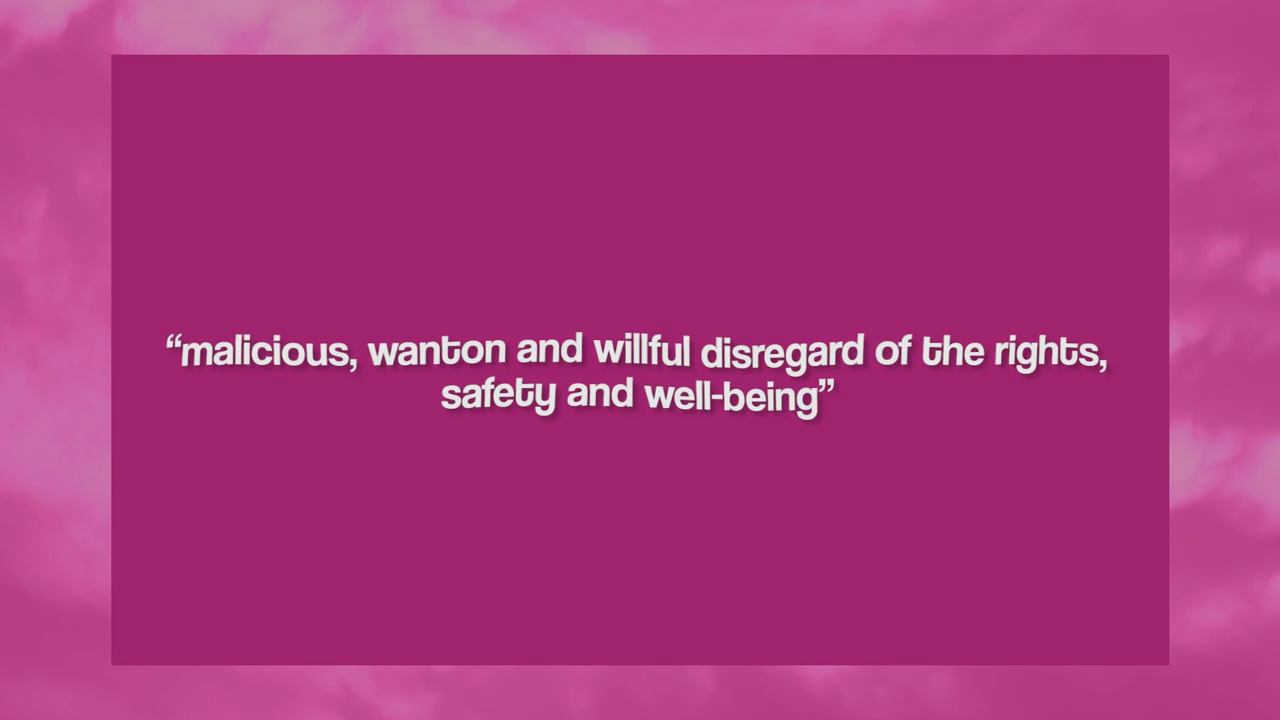 “malicious, wanton and willful disregard of the rights,
safety and well-being”